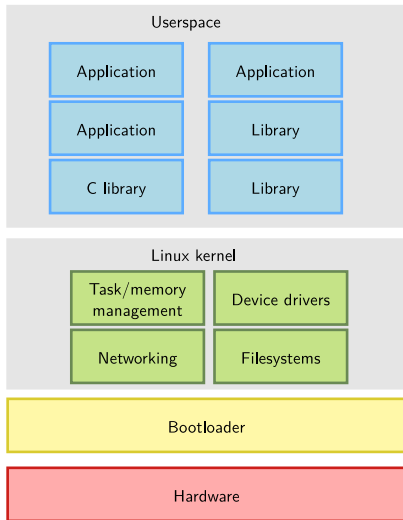 Userspace
Application
Application
Application
Library
C library
Library
Linux kernel
Task/memory
management
Device drivers
Networking
Filesystems
Bootloader
Hardware